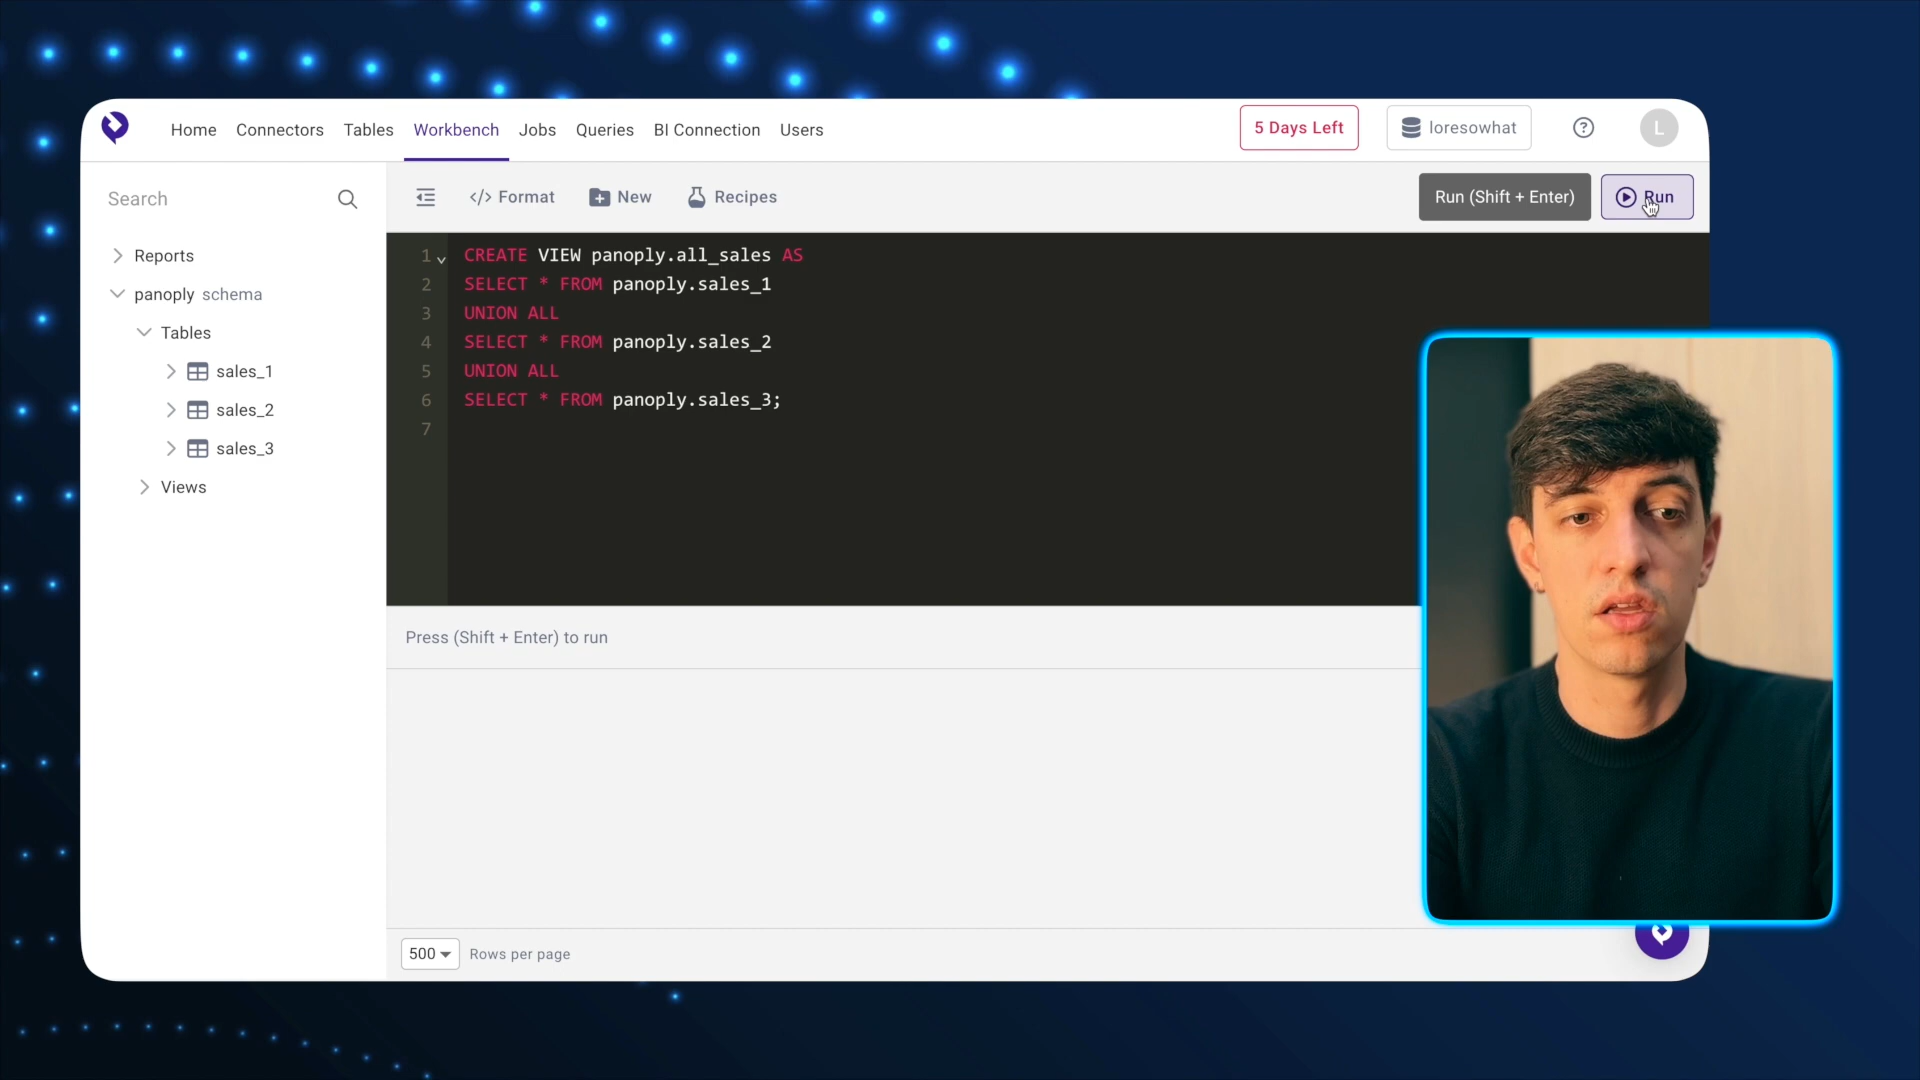 Home Connectors Tables Workbench Jobs Queries BI Connection Users 5 Days Left loresowhat ? L
Search
</> Format New Recipes Run (Shift + Enter) Run
Reports
panoply schema
Tables
sales_1
sales_2
sales_3
Views
1 CREATE VIEW panoply.all_sales AS
2 SELECT * FROM panoply.sales_1
3 UNION ALL
4 SELECT * FROM panoply.sales_2
5 UNION ALL
6 SELECT * FROM panoply.sales_3;
7
Press (Shift + Enter) to run
500 Rows per page